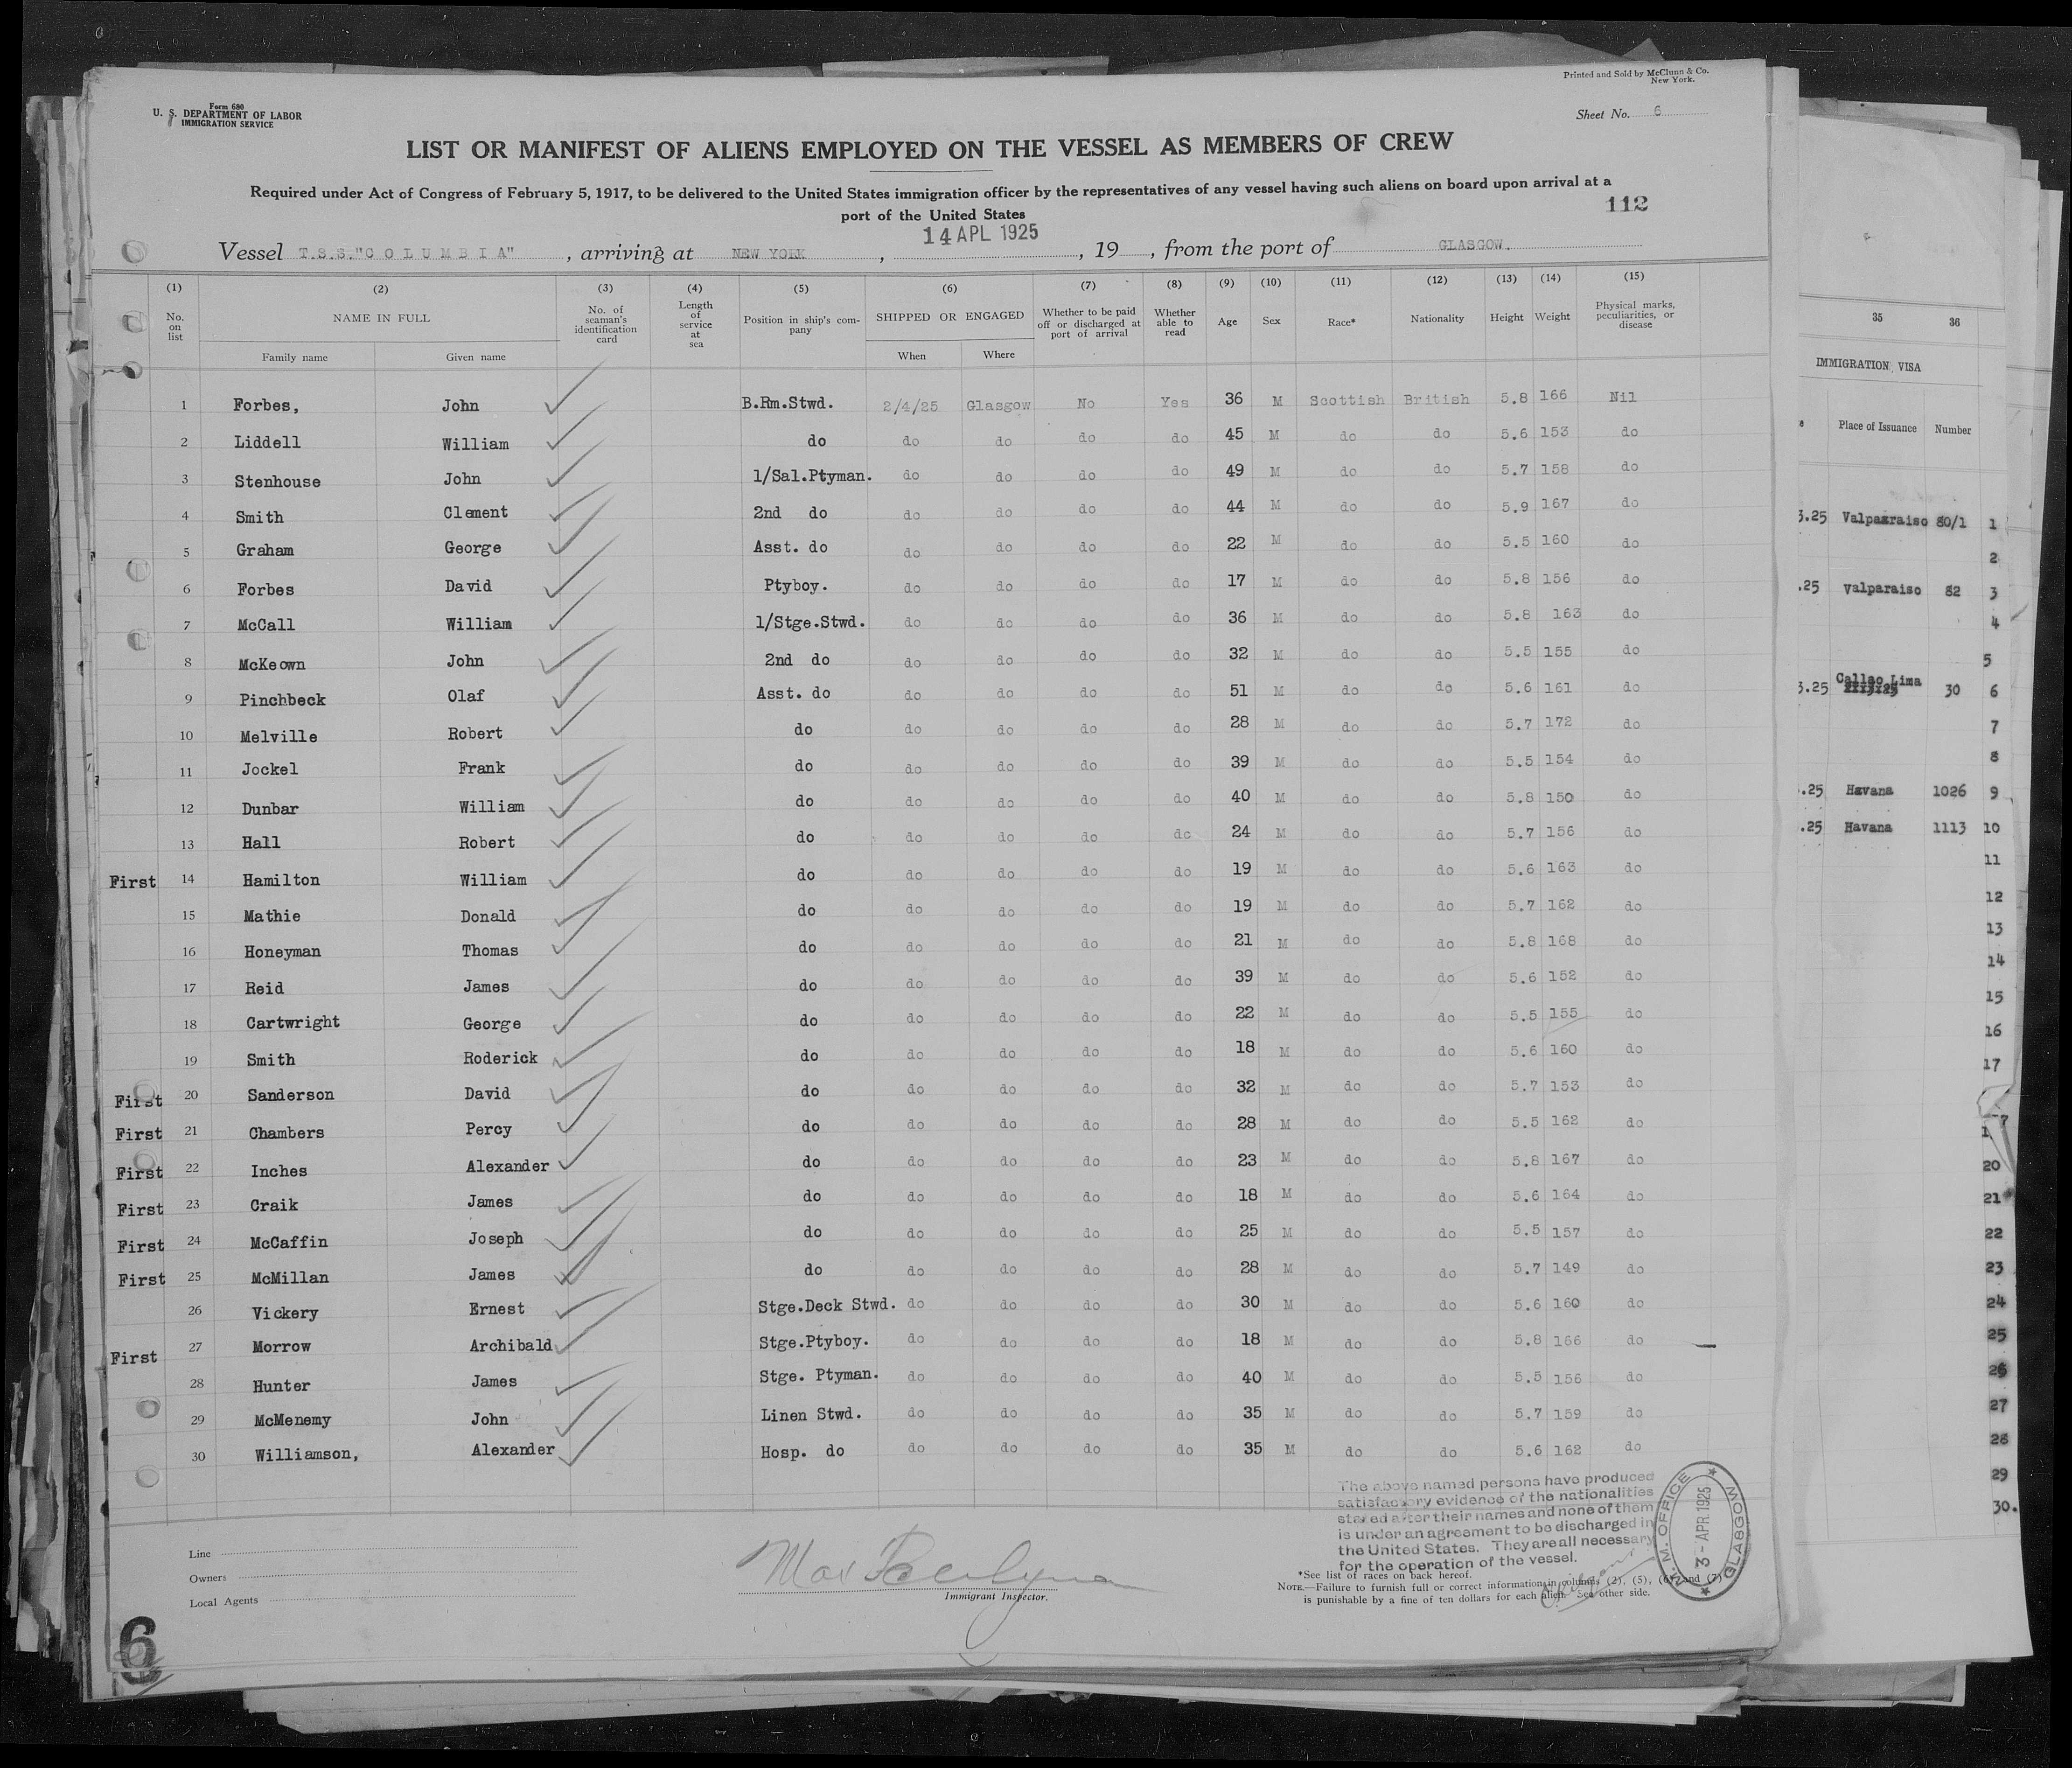 Printed and Sold by McClunn & Co.
New York.
Form 680
U. S. DEPARTMENT OF LABOR
IMMIGRATION SERVICE
Sheet No. 6
LIST OR MANIFEST OF ALIENS EMPLOYED ON THE VESSEL AS MEMBERS OF CREW
Required under Act of Congress of February 5, 1917, to be delivered to the United States immigration officer by the representatives of any vessel having such aliens on board upon arrival at a
port of the United States
112
14 APL 1925
Vessel T.S.S."COLUMBIA" , arriving at NEW YORK , , 19 , from the port of GLASGOW.
(1) (2) (3) (4) (5) (6) (7) (8) (9) (10) (11) (12) (13) (14) (15)
No. on list NAME IN FULL No. of seaman's identification card Length of service at sea Position in ship's company SHIPPED OR ENGAGED Whether to be paid off or discharged at port of arrival Whether able to read Age Sex Race* Nationality Height Weight Physical marks, peculiarities, or disease
Family name Given name When Where
1 Forbes, John B.Rm.Stwd. 2/4/25 Glasgow No Yes 36 M Scottish British 5.8 166 Nil
2 Liddell William do do do do do 45 M do do 5.6 153 do
3 Stenhouse John 1/Sal.Ptyman. do do do do 49 M do do 5.7 158 do
4 Smith Clement 2nd do do do do do 44 M do do 5.9 167 do
5 Graham George Asst. do do do do do 22 M do do 5.5 160 do
6 Forbes David Ptyboy. do do do do 17 M do do 5.8 156 do
7 McCall William 1/Stge.Stwd. do do do do 36 M do do 5.8 163 do
8 McKeown John 2nd do do do do do 32 M do do 5.5 155 do
9 Pinchbeck Olaf Asst. do do do do do 51 M do do 5.6 161 do
10 Melville Robert do do do do do 28 M do do 5.7 172 do
11 Jockel Frank do do do do do 39 M do do 5.5 154 do
12 Dunbar William do do do do do 40 M do do 5.8 150 do
13 Hall Robert do do do do do 24 M do do 5.7 156 do
First 14 Hamilton William do do do do do 19 M do do 5.6 163 do
15 Mathie Donald do do do do do 19 M do do 5.7 162 do
16 Honeyman Thomas do do do do do 21 M do do 5.8 168 do
17 Reid James do do do do do 39 M do do 5.6 152 do
18 Cartwright George do do do do do 22 M do do 5.5 155 do
19 Smith Roderick do do do do do 18 M do do 5.6 160 do
First 20 Sanderson David do do do do do 32 M do do 5.7 153 do
First 21 Chambers Percy do do do do do 28 M do do 5.5 162 do
First 22 Inches Alexander do do do do do 23 M do do 5.8 167 do
First 23 Craik James do do do do do 18 M do do 5.6 164 do
First 24 McCaffin Joseph do do do do do 25 M do do 5.5 157 do
First 25 McMillan James do do do do do 28 M do do 5.7 149 do
26 Vickery Ernest Stge.Deck Stwd. do do do do 30 M do do 5.6 160 do
First 27 Morrow Archibald Stge.Ptyboy. do do do do 18 M do do 5.8 166 do
28 Hunter James Stge. Ptyman. do do do do 40 M do do 5.5 156 do
29 McMenemy John Linen Stwd. do do do do 35 M do do 5.7 159 do
30 Williamson, Alexander Hosp. do do do do do 35 M do do 5.6 162 do
The above named persons have produced
satisfactory evidence of the nationalities
stated after their names and none of them
is under an agreement to be discharged in
the United States. They are all necessary
for the operation of the vessel.
M. M. OFFICE GLASGOW
3 - APR. 1925
Line
Owners
Local Agents
Immigrant Inspector.
*See list of races on back hereof.
NOTE.—Failure to furnish full or correct information in columns (2), (5), (6), and (7)
is punishable by a fine of ten dollars for each alien. See other side.
6
35 36
IMMIGRATION VISA
Place of Issuance Number
3.25 Valparaiso 80/1 1
2
.25 Valparaiso 82 3
4
5
3.25 Callao Lima 30 6
7
8
.25 Havana 1026 9
.25 Havana 1113 10
11
12
13
14
15
16
17
20
21
22
23
24
25
26
27
28
29
30.